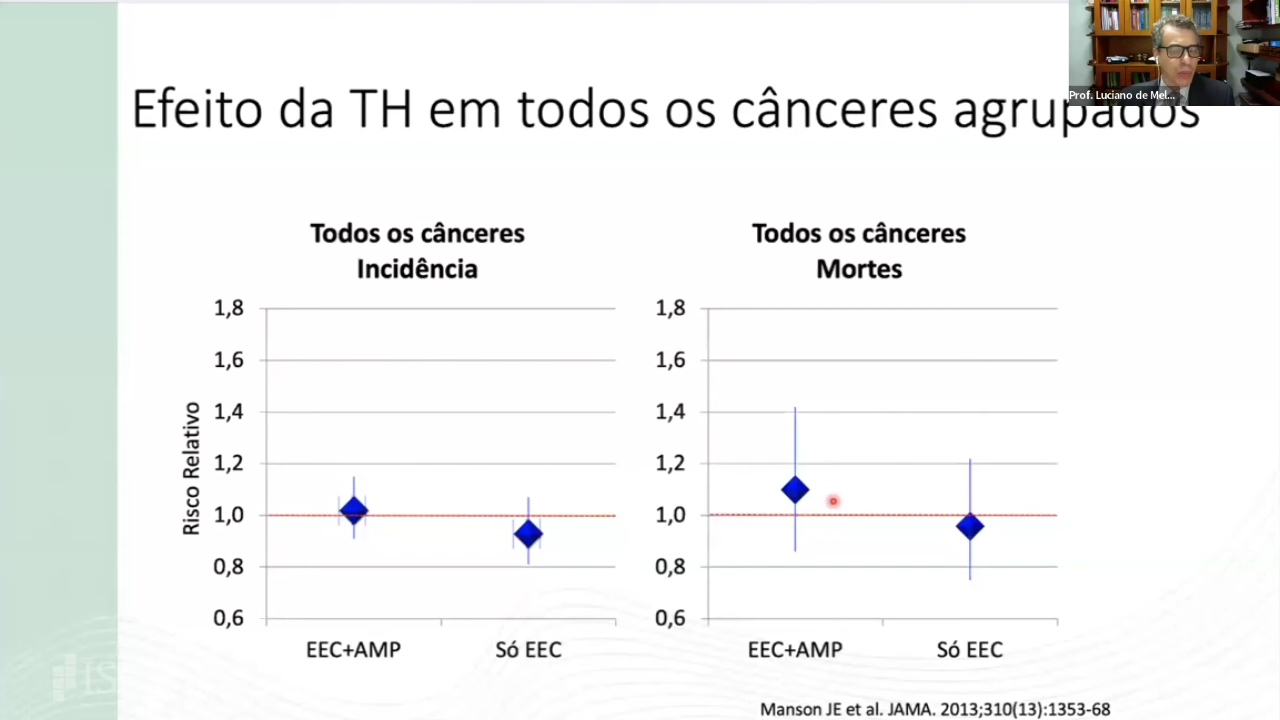 Prof. Luciano de Mel...
Efeito da TH em todos os cânceres agrupados
Todos os cânceres
Incidência
Risco Relativo
1,8
1,6
1,4
1,2
1,0
0,8
0,6
EEC+AMP
Só EEC
Todos os cânceres
Mortes
1,8
1,6
1,4
1,2
1,0
0,8
0,6
EEC+AMP
Só EEC
Manson JE et al. JAMA. 2013;310(13):1353-68